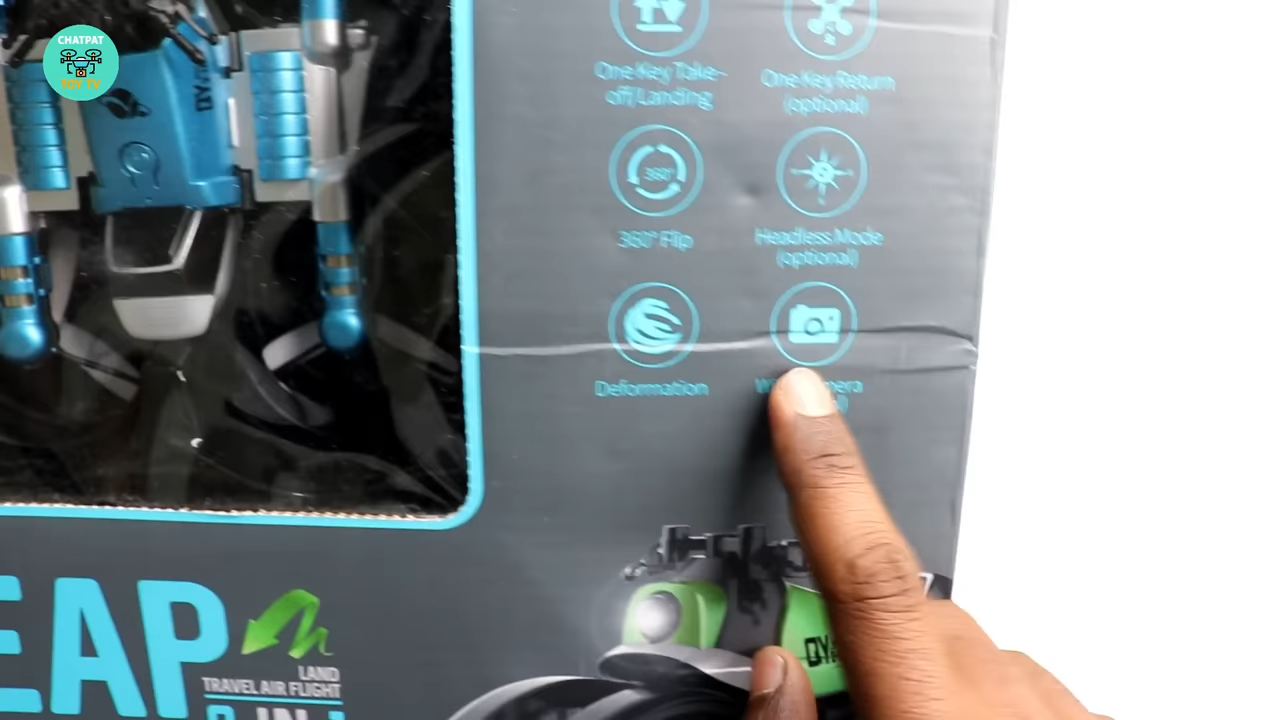 CHATPAT
TOY TV
One Key Take-
off/Landing
One Key Return
(optional)
360°
360° Flip
Headless Mode
(optional)
Deformation
EAP
LAND
TRAVEL AIR FLIGHT
QY